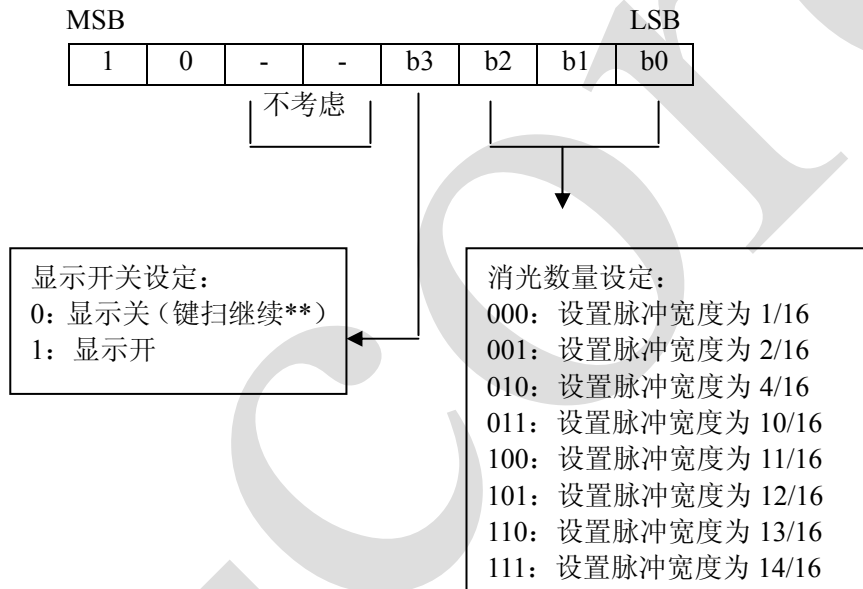 MSB LSB
1 0 - - b3 b2 b1 b0
不考虑
显示开关设定：
0：显示关（键扫继续**）
1：显示开
消光数量设定：
000：设置脉冲宽度为 1/16
001：设置脉冲宽度为 2/16
010：设置脉冲宽度为 4/16
011：设置脉冲宽度为 10/16
100：设置脉冲宽度为 11/16
101：设置脉冲宽度为 12/16
110：设置脉冲宽度为 13/16
111：设置脉冲宽度为 14/16